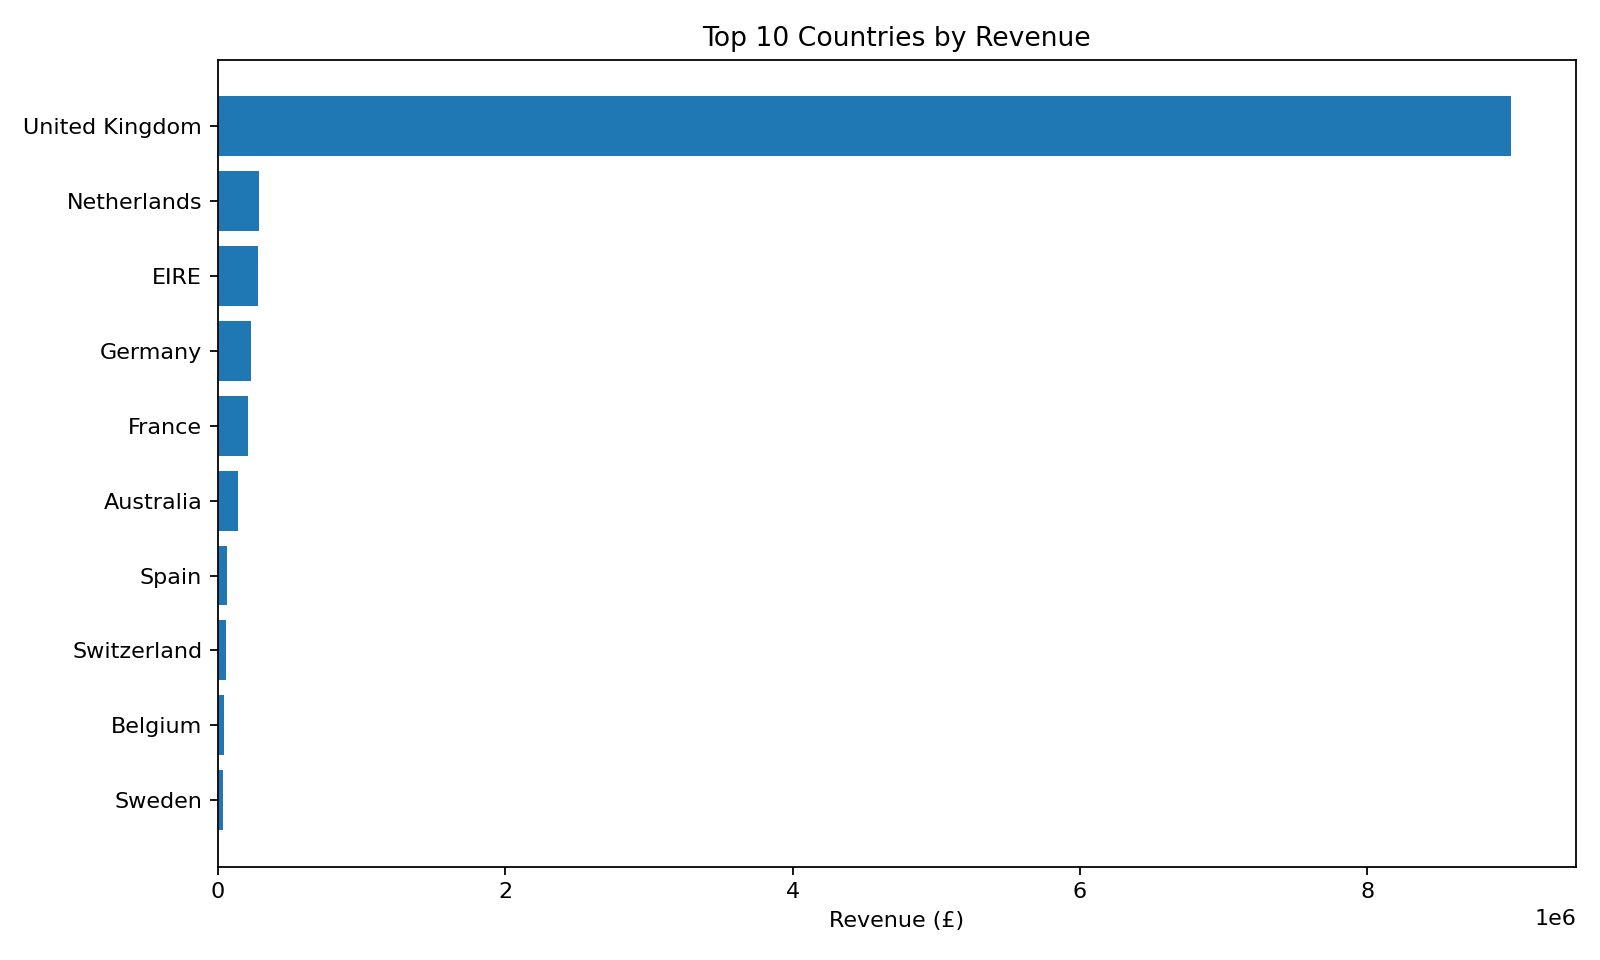 Top 10 Countries by Revenue
United Kingdom
Netherlands
EIRE
Germany
France
Australia
Spain
Switzerland
Belgium
Sweden
0 2 4 6 8
1e6
Revenue (£)